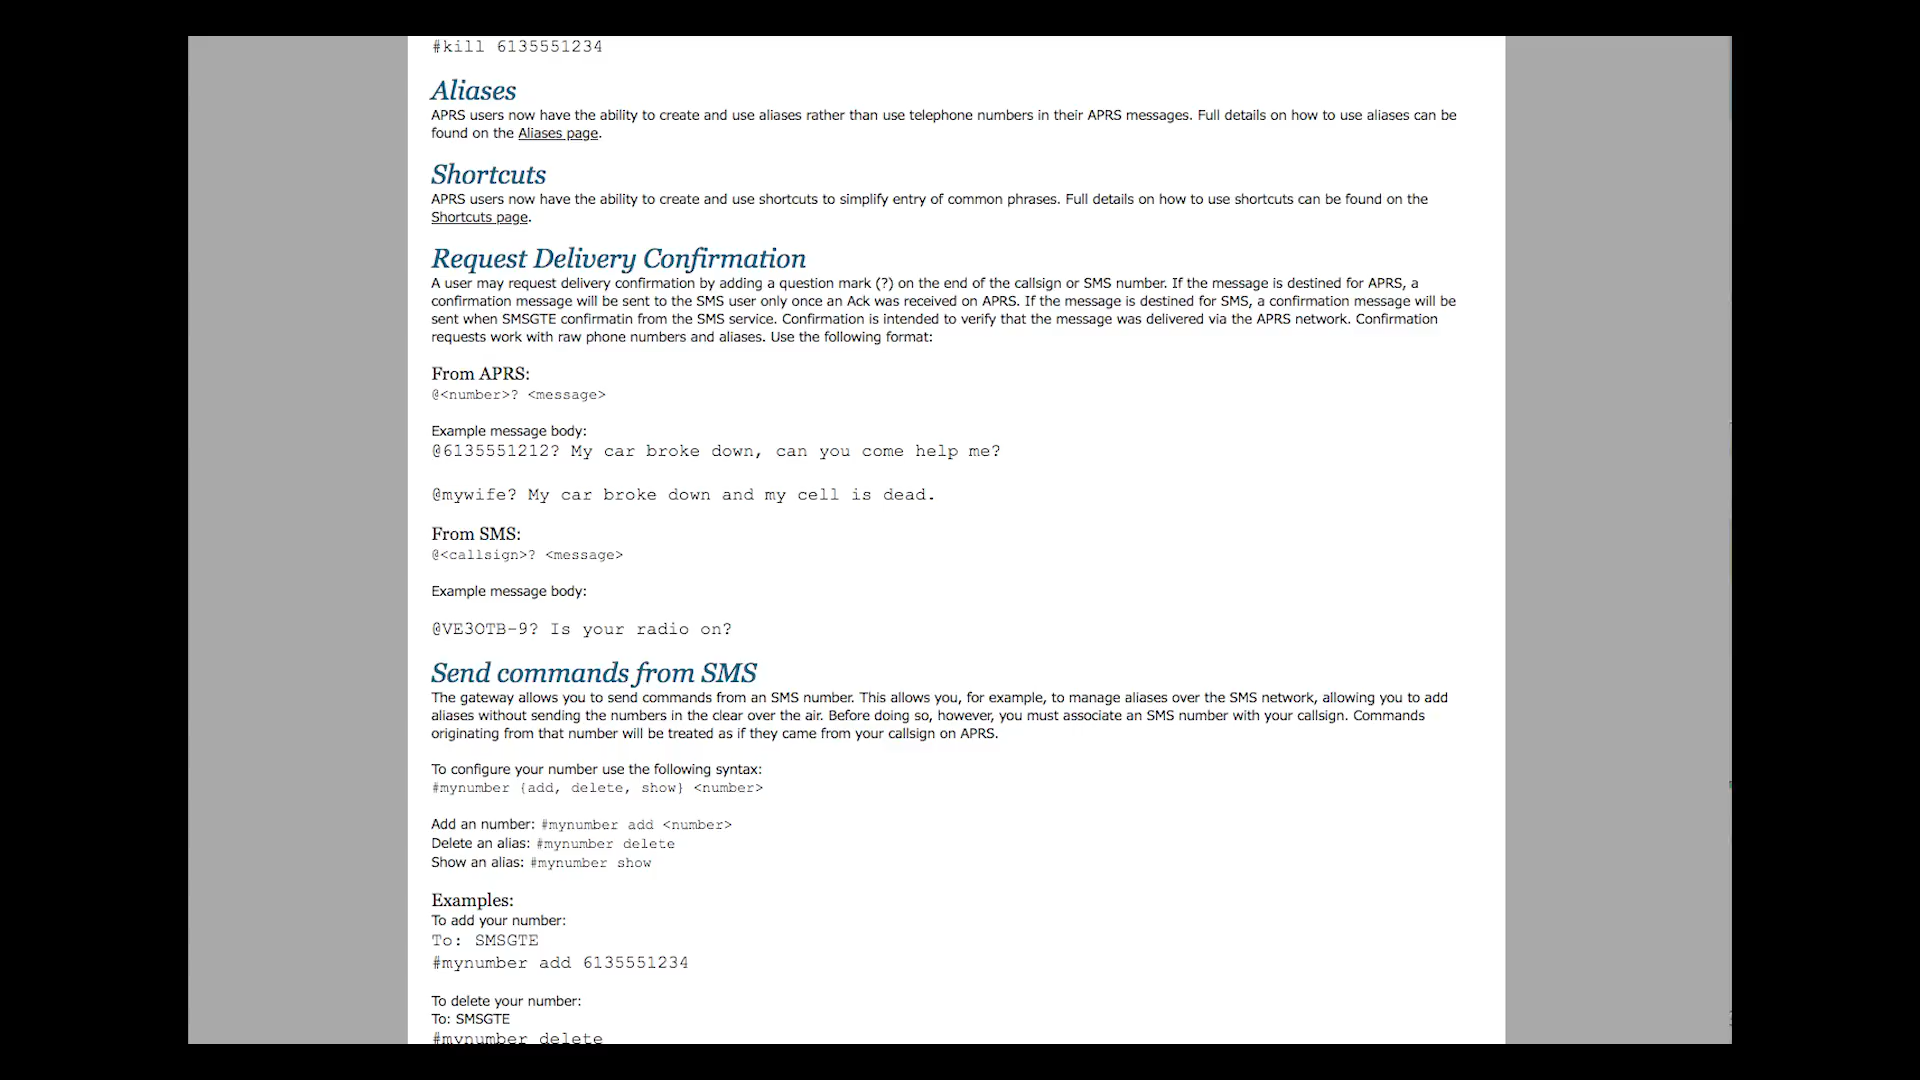 #kill 6135551234
Aliases
APRS users now have the ability to create and use aliases rather than use telephone numbers in their APRS messages. Full details on how to use aliases can be
found on the Aliases page.
Shortcuts
APRS users now have the ability to create and use shortcuts to simplify entry of common phrases. Full details on how to use shortcuts can be found on the
Shortcuts page.
Request Delivery Confirmation
A user may request delivery confirmation by adding a question mark (?) on the end of the callsign or SMS number. If the message is destined for APRS, a
confirmation message will be sent to the SMS user only once an Ack was received on APRS. If the message is destined for SMS, a confirmation message will be
sent when SMSGTE confirmatin from the SMS service. Confirmation is intended to verify that the message was delivered via the APRS network. Confirmation
requests work with raw phone numbers and aliases. Use the following format:
From APRS:
@<number>? <message>
Example message body:
@6135551212? My car broke down, can you come help me?
@mywife? My car broke down and my cell is dead.
From SMS:
@<callsign>? <message>
Example message body:
@VE3OTB-9? Is your radio on?
Send commands from SMS
The gateway allows you to send commands from an SMS number. This allows you, for example, to manage aliases over the SMS network, allowing you to add
aliases without sending the numbers in the clear over the air. Before doing so, however, you must associate an SMS number with your callsign. Commands
originating from that number will be treated as if they came from your callsign on APRS.
To configure your number use the following syntax:
#mynumber {add, delete, show} <number>
Add an number: #mynumber add <number>
Delete an alias: #mynumber delete
Show an alias: #mynumber show
Examples:
To add your number:
To: SMSGTE
#mynumber add 6135551234
To delete your number:
To: SMSGTE
#mynumber delete